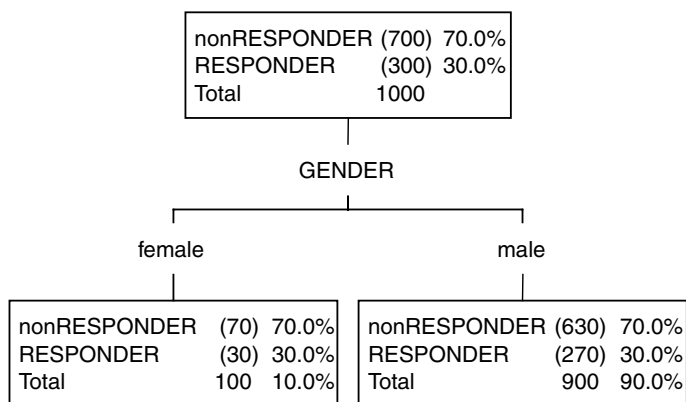 nonRESPONDER (700) 70.0%
RESPONDER (300) 30.0%
Total 1000
GENDER
female
male
nonRESPONDER (70) 70.0%
RESPONDER (30) 30.0%
Total 100 10.0%
nonRESPONDER (630) 70.0%
RESPONDER (270) 30.0%
Total 900 90.0%